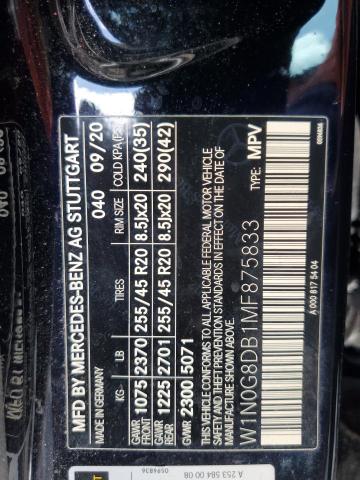 MFD BY MERCEDES-BENZ AG STUTTGART
MADE IN GERMANY 040 09/20
KG LB TIRES RIM SIZE COLD KPA
GAWR FRONT 1075 2370 255/45 R20 8.5Jx20 240(35)
GAWR REAR 1225 2701 255/45 R20 8.5Jx20 290(42)
GVWR 2300 5071
THIS VEHICLE CONFORMS TO ALL APPLICABLE FEDERAL MOTOR VEHICLE
SAFETY AND THEFT PREVENTION STANDARDS IN EFFECT ON THE DATE
OF MANUFACTURE SHOWN ABOVE.
W1N0G8DB1MF875833 TYPE: MPV
A 000 817 54 04
0596836
A 253 584 00 08
0596836